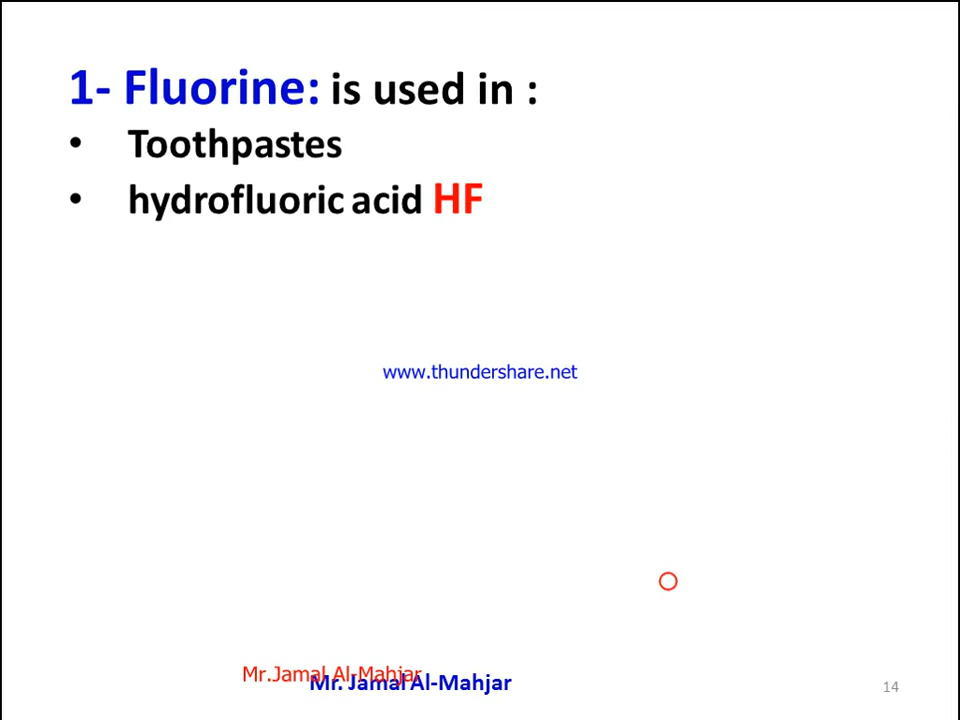 1- Fluorine: is used in :
• Toothpastes
• hydrofluoric acid HF
www.thundershare.net
Mr.Jamal Al-Mahjar
Mr. Jamal Al-Mahjar
14